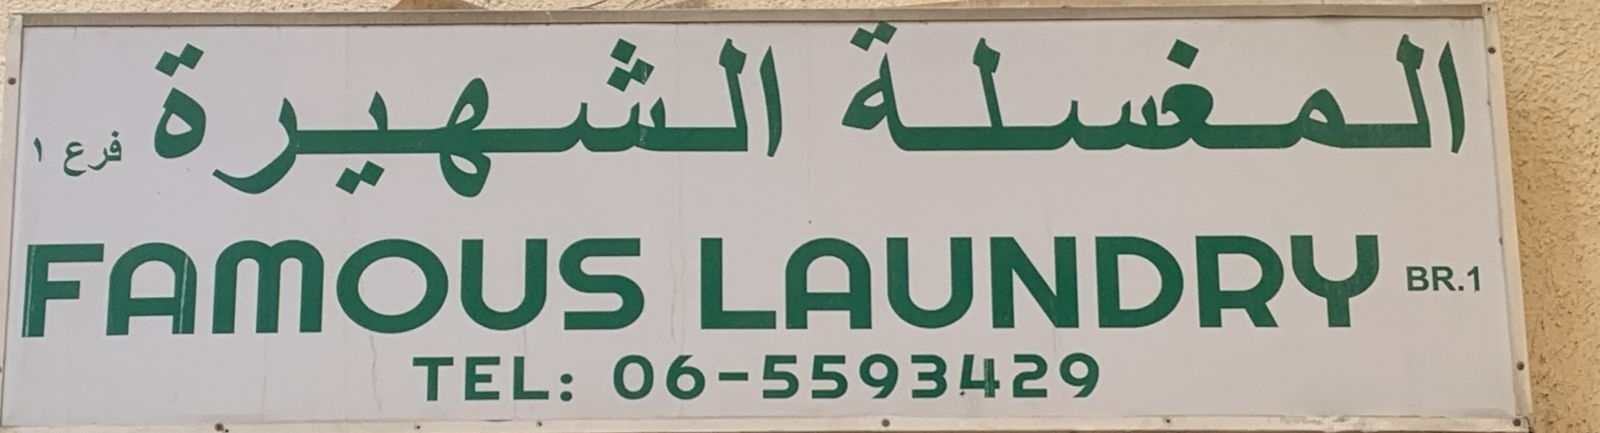 المغسلة الشهيرة فرع ١
FAMOUS LAUNDRY BR.1
TEL: 06-5593429